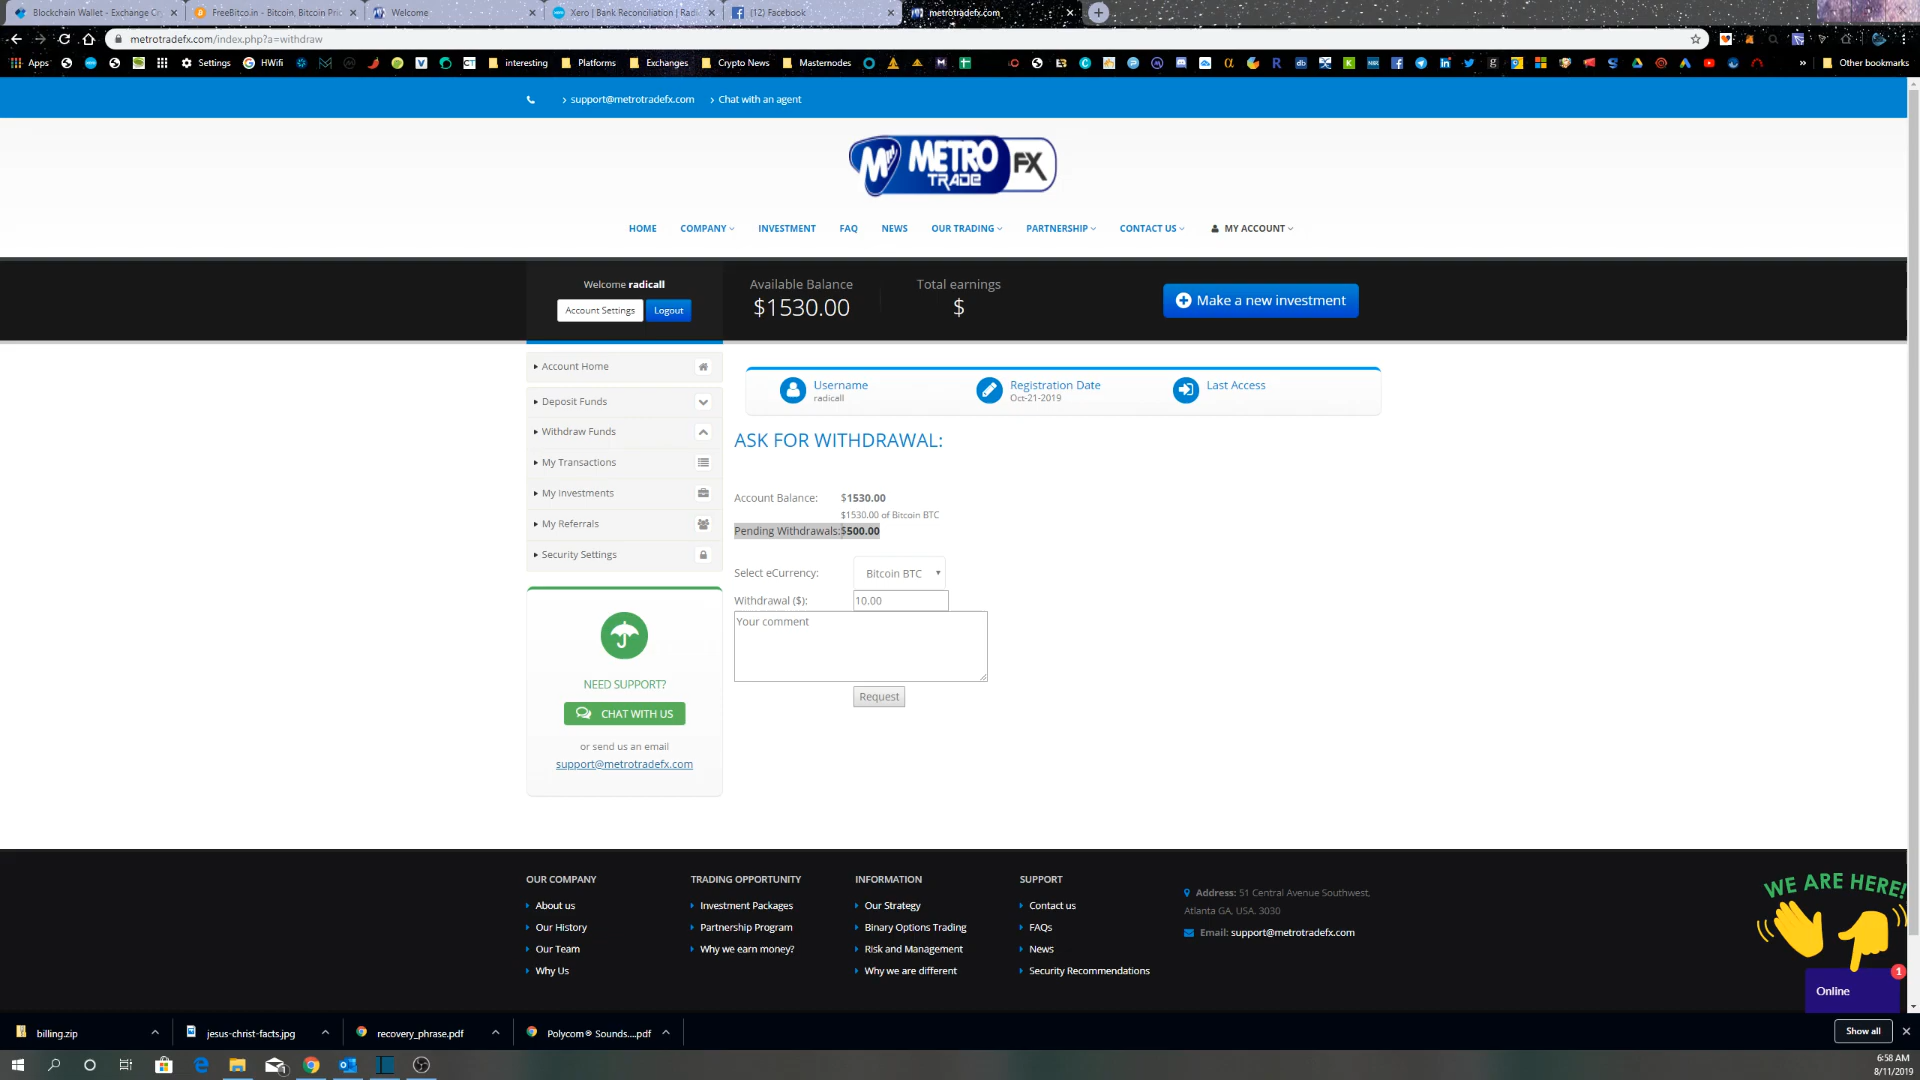 Blockchain Wallet - Exchange Cr
FreeBitco.in - Bitcoin, Bitcoin Pric
Welcome
Xero | Bank Reconciliation | Radi
(12) Facebook
metrotradefx.com
metrotradefx.com/index.php?a=withdraw
Apps
Settings
HWifi
interesting
Platforms
Exchanges
Crypto News
Masternodes
Other bookmarks
support@metrotradefx.com
Chat with an agent
METRO TRADE FX
HOME
COMPANY
INVESTMENT
FAQ
NEWS
OUR TRADING
PARTNERSHIP
CONTACT US
MY ACCOUNT
Welcome radicall
Account Settings
Logout
Available Balance
$1530.00
Total earnings
$
Make a new investment
Account Home
Deposit Funds
Withdraw Funds
My Transactions
My Investments
My Referrals
Security Settings
NEED SUPPORT?
CHAT WITH US
or send us an email
support@metrotradefx.com
Username
radicall
Registration Date
Oct-21-2019
Last Access
ASK FOR WITHDRAWAL:
Account Balance: $1530.00
$1530.00 of Bitcoin BTC
Pending Withdrawals:$500.00
Select eCurrency: Bitcoin BTC
Withdrawal ($): 10.00
Your comment
Request
OUR COMPANY
About us
Our History
Our Team
Why Us
TRADING OPPORTUNITY
Investment Packages
Partnership Program
Why we earn money?
INFORMATION
Our Strategy
Binary Options Trading
Risk and Management
Why we are different
SUPPORT
Contact us
FAQs
News
Security Recommendations
Address: 51 Central Avenue Southwest,
Atlanta GA, USA. 3030
Email: support@metrotradefx.com
WE ARE HERE!
1
Online
billing.zip
jesus-christ-facts.jpg
recovery_phrase.pdf
Polycom® Sounds....pdf
Show all
6:58 AM
8/11/2019